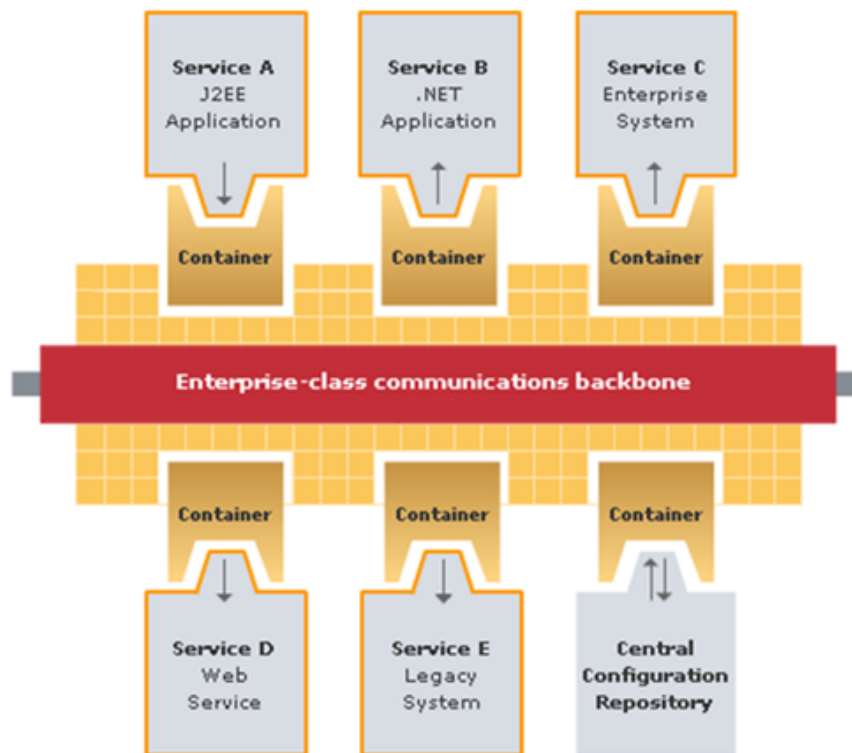 Service A
J2EE
Application
Service B
.NET
Application
Service C
Enterprise
System
Container
Container
Container
Enterprise-class communications backbone
Container
Container
Container
Service D
Web
Service
Service E
Legacy
System
Central
Configuration
Repository